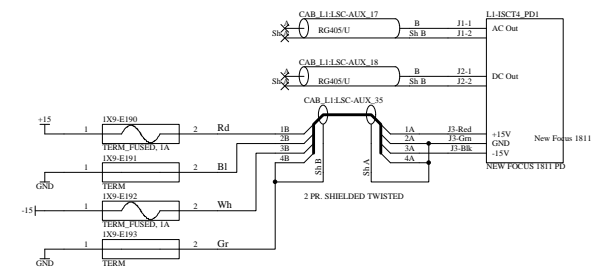 CAB_L1:LSC-AUX_17
L1-ISCT4_PD1
A
B
J1-1
AC Out
Sh
RG405/U
Sh B
J1-2
CAB_L1:LSC-AUX_18
A
B
J2-1
DC Out
Sh
RG405/U
Sh B
J2-2
CAB_L1:LSC-AUX_35
+15
1X9-E190
1
2
Rd
1B
1A
J3-Red
+15V
TERM_FUSED, 1A
2B
2A
J3-Grn
GND
New Focus 1811
1X9-E191
3B
3A
J3-Blk
-15V
1
2
Bl
4B
4A
GND
TERM
Sh B
Sh A
NEW FOCUS 1811 PD
1X9-E192
-15
1
2
Wh
2 PR. SHIELDED TWISTED
TERM_FUSED, 1A
1X9-E193
1
2
Gr
GND
TERM